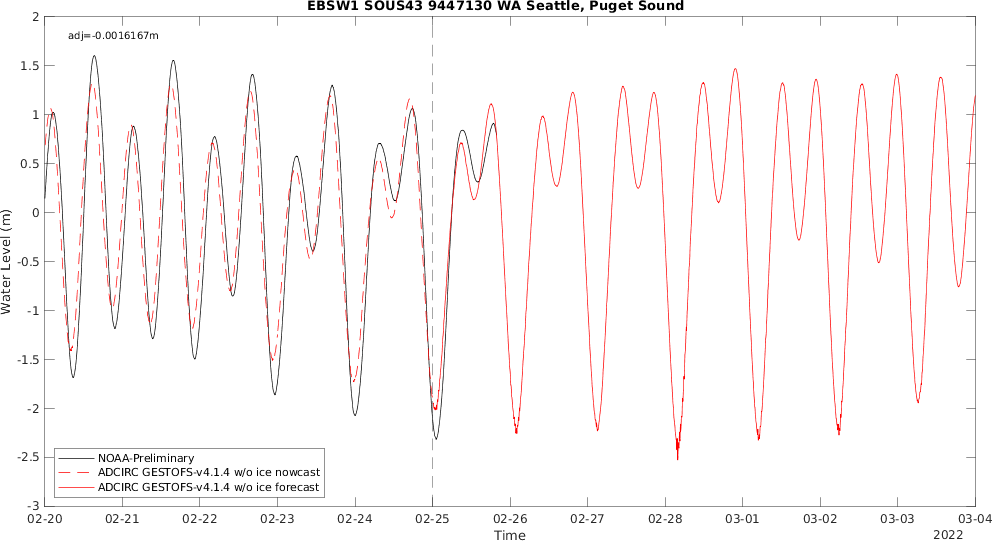 EBSW1 SOUS43 9447130 WA Seattle, Puget Sound
adj=-0.0016167m
2
1.5
1
0.5
0
-0.5
-1
-1.5
-2
-2.5
-3
Water Level (m)
NOAA-Preliminary
ADCIRC GESTOFS-v4.1.4 w/o ice nowcast
ADCIRC GESTOFS-v4.1.4 w/o ice forecast
02-20 02-21 02-22 02-23 02-24 02-25 02-26 02-27 02-28 03-01 03-02 03-03 03-04
Time
2022